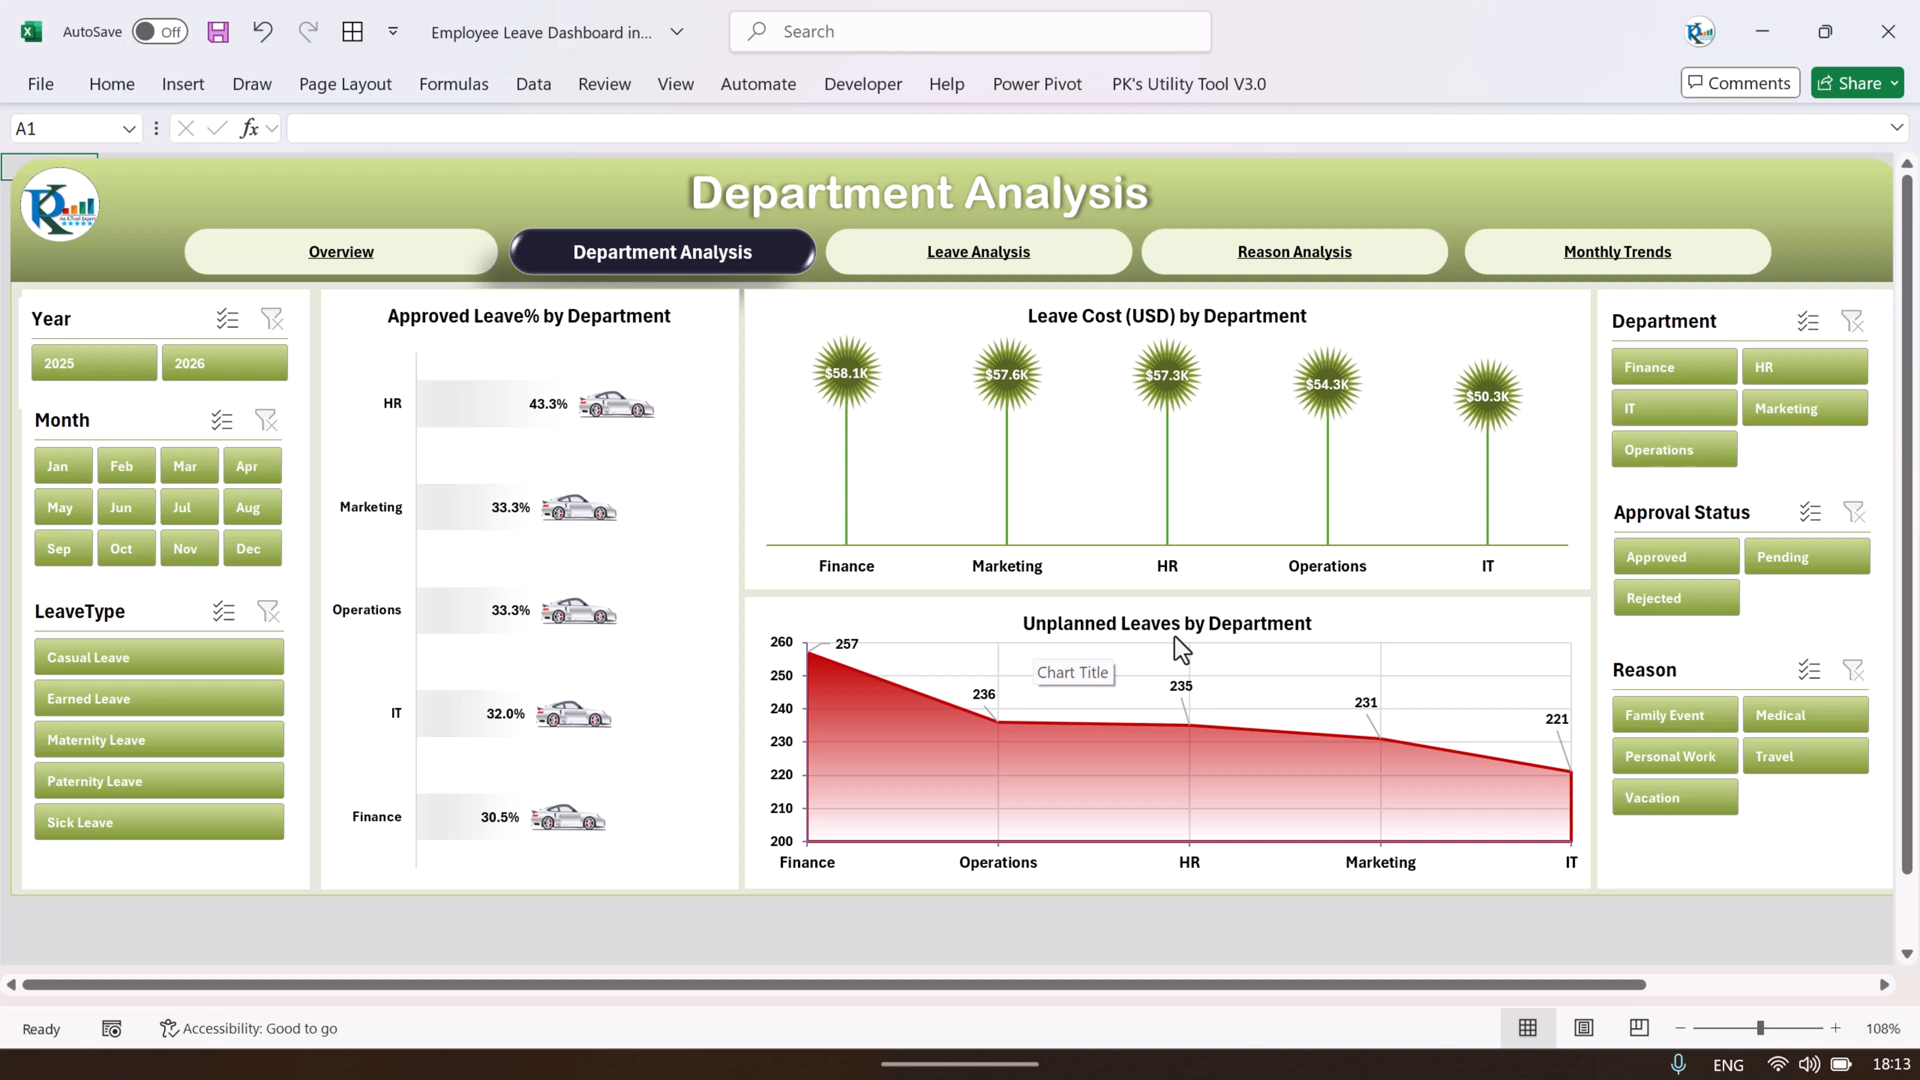 AutoSave Off Employee Leave Dashboard in... Search
File Home Insert Draw Page Layout Formulas Data Review View Automate Developer Help Power Pivot PK's Utility Tool V3.0 Comments Share
A1 fx
Department Analysis
Overview Department Analysis Leave Analysis Reason Analysis Monthly Trends
Year
2025 2026
Month
Jan Feb Mar Apr
May Jun Jul Aug
Sep Oct Nov Dec
LeaveType
Casual Leave
Earned Leave
Maternity Leave
Paternity Leave
Sick Leave
Approved Leave% by Department
HR 43.3%
Marketing 33.3%
Operations 33.3%
IT 32.0%
Finance 30.5%
Leave Cost (USD) by Department
$58.1K $57.6K $57.3K $54.3K $50.3K
Finance Marketing HR Operations IT
Unplanned Leaves by Department
Chart Title
260
250
240
230
220
210
200
257 236 235 231 221
Finance Operations HR Marketing IT
Department
Finance HR
IT Marketing
Operations
Approval Status
Approved Pending
Rejected
Reason
Family Event Medical
Personal Work Travel
Vacation
Ready Accessibility: Good to go 108%
ENG 18:13